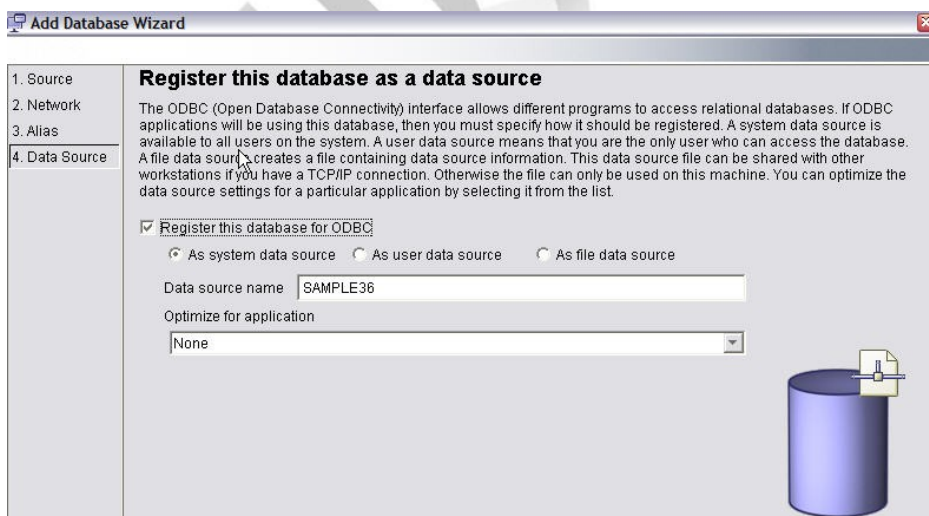 Add Database Wizard
1. Source
2. Network
3. Alias
4. Data Source
Register this database as a data source
The ODBC (Open Database Connectivity) interface allows different programs to access relational databases. If ODBC
applications will be using this database, then you must specify how it should be registered. A system data source is
available to all users on the system. A user data source means that you are the only user who can access the database.
A file data source creates a file containing data source information. This data source file can be shared with other
workstations if you have a TCP/IP connection. Otherwise the file can only be used on this machine. You can optimize the
data source settings for a particular application by selecting it from the list.
Register this database for ODBC
As system data source As user data source As file data source
Data source name SAMPLE36
Optimize for application
None